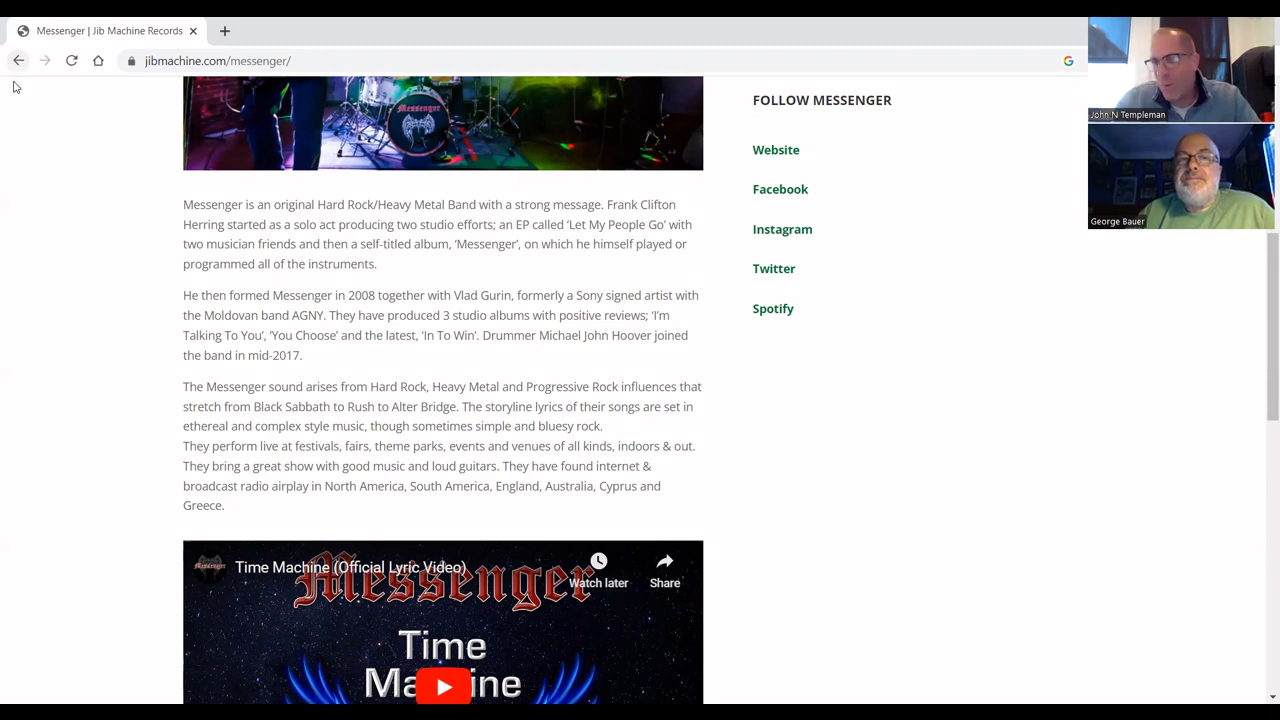 Messenger | Jib Machine Records
jibmachine.com/messenger/
John N Templeman
George Bauer
Messenger
FOLLOW MESSENGER
Website
Facebook
Instagram
Twitter
Spotify
Messenger is an original Hard Rock/Heavy Metal Band with a strong message. Frank Clifton
Herring started as a solo act producing two studio efforts; an EP called ‘Let My People Go’ with
two musician friends and then a self-titled album, ‘Messenger’, on which he himself played or
programmed all of the instruments.
He then formed Messenger in 2008 together with Vlad Gurin, formerly a Sony signed artist with
the Moldovan band AGNY. They have produced 3 studio albums with positive reviews; ‘I’m
Talking To You’, ‘You Choose’ and the latest, ‘In To Win’. Drummer Michael John Hoover joined
the band in mid-2017.
The Messenger sound arises from Hard Rock, Heavy Metal and Progressive Rock influences that
stretch from Black Sabbath to Rush to Alter Bridge. The storyline lyrics of their songs are set in
ethereal and complex style music, though sometimes simple and bluesy rock.
They perform live at festivals, fairs, theme parks, events and venues of all kinds, indoors & out.
They bring a great show with good music and loud guitars. They have found internet &
broadcast radio airplay in North America, South America, England, Australia, Cyprus and
Greece.
Time Machine (Official Lyric Video)
Watch later
Share
Messenger
Time
Machine